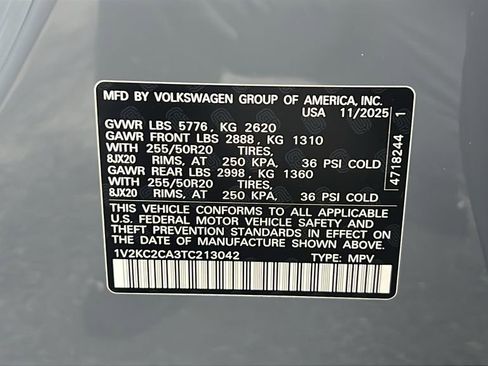 MFD BY VOLKSWAGEN GROUP OF AMERICA, INC.
USA 11/2025
GVWR LBS 5776, KG 2620
GAWR FRONT LBS 2888, KG 1310
WITH 255/50R20 TIRES,
8JX20 RIMS, AT 250 KPA, 36 PSI COLD
GAWR REAR LBS 2998, KG 1360
WITH 255/50R20 TIRES,
8JX20 RIMS, AT 250 KPA, 36 PSI COLD
THIS VEHICLE CONFORMS TO ALL APPLICABLE
U.S. FEDERAL MOTOR VEHICLE SAFETY AND
THEFT PREVENTION STANDARDS IN EFFECT ON
THE DATE OF MANUFACTURE SHOWN ABOVE.
1V2KC2CA3TC213042 TYPE: MPV
4718244 1